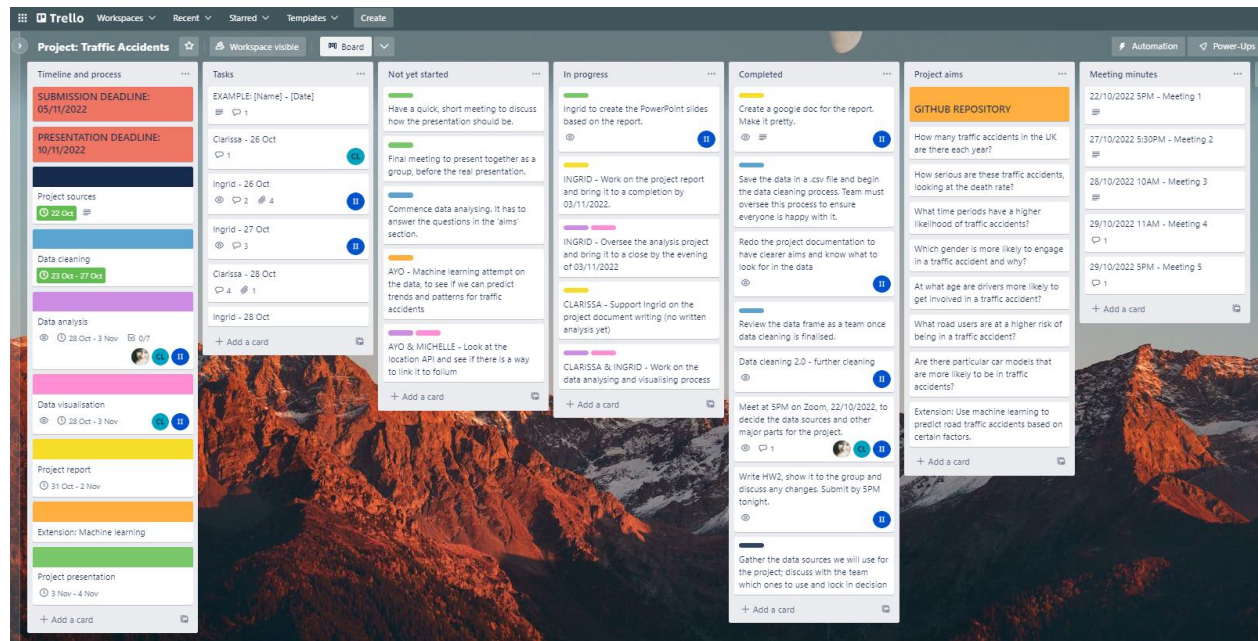 Trello Workspaces Recent Starred Templates Create
Project: Traffic Accidents Workspace visible Board Automation Power-Ups
Timeline and process
SUBMISSION DEADLINE:
05/11/2022
PRESENTATION DEADLINE:
10/11/2022
Project sources
22 Oct
Data cleaning
23 Oct - 27 Oct
Data analysis
28 Oct - 3 Nov 0/7
CL II
Data visualisation
28 Oct - 3 Nov CL II
Project report
31 Oct - 2 Nov
Extension: Machine learning
Project presentation
3 Nov - 4 Nov
+ Add a card
Tasks
EXAMPLE: [Name] - [Date]
1
Clarissa - 26 Oct
1 CL
Ingrid - 26 Oct
2 4 II
Ingrid - 27 Oct
3 II
Clarissa - 28 Oct
4 1
Ingrid - 28 Oct
+ Add a card
Not yet started
Have a quick, short meeting to discuss
how the presentation should be.
Final meeting to present together as a
group, before the real presentation.
Commence data analysing. It has to
answer the questions in the 'aims'
section.
AYO - Machine learning attempt on
the data, to see if we can predict
trends and patterns for traffic
accidents
AYO & MICHELLE - Look at the
location API and see if there is a way
to link it to folium
+ Add a card
In progress
Ingrid to create the PowerPoint slides
based on the report.
II
INGRID - Work on the project report
and bring it to a completion by
03/11/2022.
INGRID - Oversee the analysis project
and bring it to a close by the evening
of 03/11/2022
CLARISSA - Support Ingrid on the
project document writing (no written
analysis yet)
CLARISSA & INGRID - Work on the
data analysing and visualising process
+ Add a card
Completed
Create a google doc for the report.
Make it pretty.
II
Save the data in a .csv file and begin
the data cleaning process. Team must
oversee this process to ensure
everyone is happy with it.
Redo the project documentation to
have clearer aims and know what to
look for in the data
II
Review the data frame as a team once
data cleaning is finalised.
Data cleaning 2.0 - further cleaning
II
Meet at 5PM on Zoom, 22/10/2022, to
decide the data sources and other
major parts for the project.
1 CL II
Write HW2, show it to the group and
discuss any changes. Submit by 5PM
tonight.
II
Gather the data sources we will use for
the project; discuss with the team
which ones to use and lock in decision
+ Add a card
Project aims
GITHUB REPOSITORY
How many traffic accidents in the UK
are there each year?
How serious are these traffic accidents,
looking at the death rate?
What time periods have a higher
likelihood of traffic accidents?
Which gender is more likely to engage
in a traffic accident and why?
At what age are drivers more likely to
get involved in a traffic accident?
What road users are at a higher risk of
being in a traffic accident?
Are there particular car models that
are more likely to be in traffic
accidents?
Extension: Use machine learning to
predict road traffic accidents based on
certain factors.
+ Add a card
Meeting minutes
22/10/2022 5PM - Meeting 1
27/10/2022 5:30PM - Meeting 2
28/10/2022 10AM - Meeting 3
29/10/2022 11AM - Meeting 4
1
29/10/2022 5PM - Meeting 5
1
+ Add a card